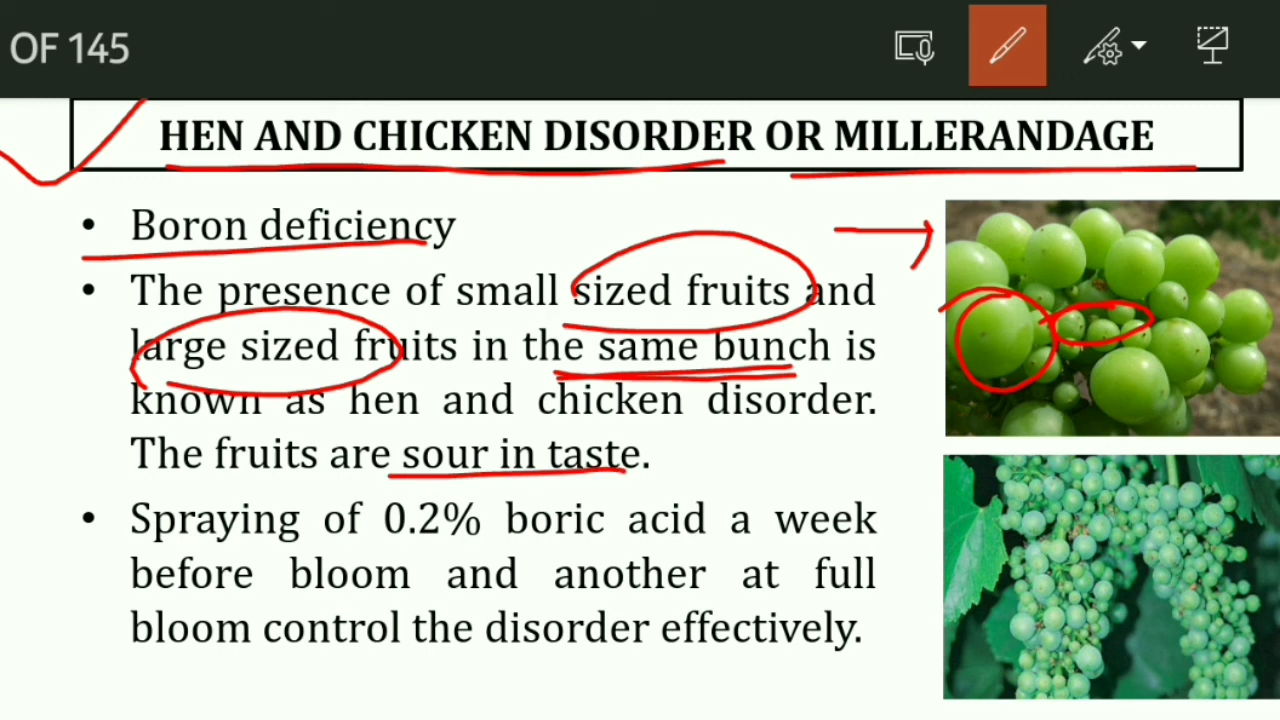 OF 145
HEN AND CHICKEN DISORDER OR MILLERANDAGE
• Boron deficiency
• The presence of small sized fruits and
large sized fruits in the same bunch is
known as hen and chicken disorder.
The fruits are sour in taste.
• Spraying of 0.2% boric acid a week
before bloom and another at full
bloom control the disorder effectively.